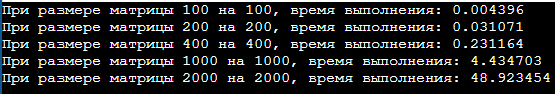 При размере матрицы 100 на 100, время выполнения: 0.004396
При размере матрицы 200 на 200, время выполнения: 0.031071
При размере матрицы 400 на 400, время выполнения: 0.231164
При размере матрицы 1000 на 1000, время выполнения: 4.434703
При размере матрицы 2000 на 2000, время выполнения: 48.923454